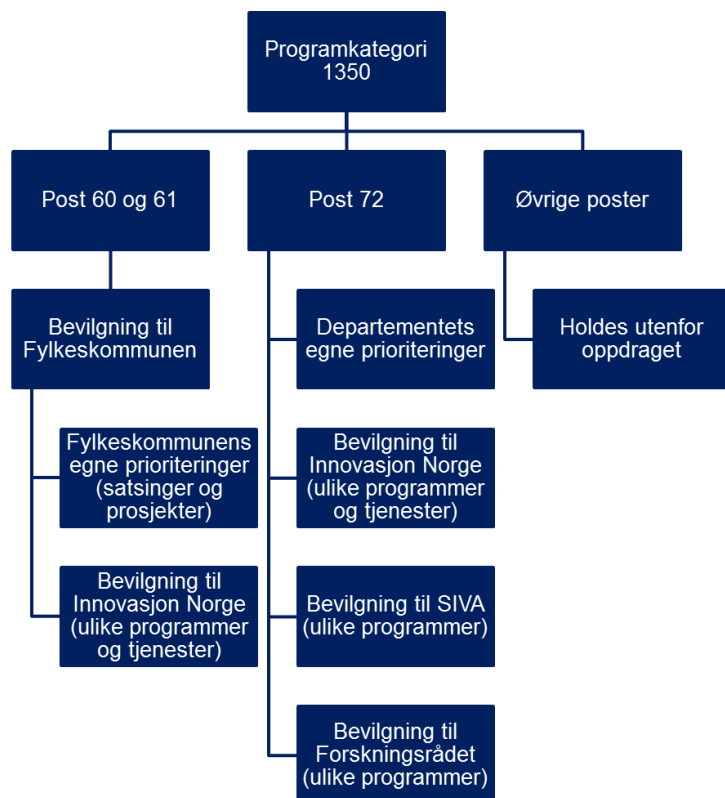 Programkategori
1350
Post 60 og 61
Post 72
Øvrige poster
Bevilgning til
Fylkeskommunen
Departementets
egne prioriteringer
Holdes utenfor
oppdraget
Fylkeskommunens
egne prioriteringer
(satsinger og
prosjekter)
Bevilgning til
Innovasjon Norge
(ulike programmer
og tjenester)
Bevilgning til
Innovasjon Norge
(ulike programmer
og tjenester)
Bevilgning til SIVA
(ulike programmer)
Bevilgning til
Forskningsrådet
(ulike programmer)